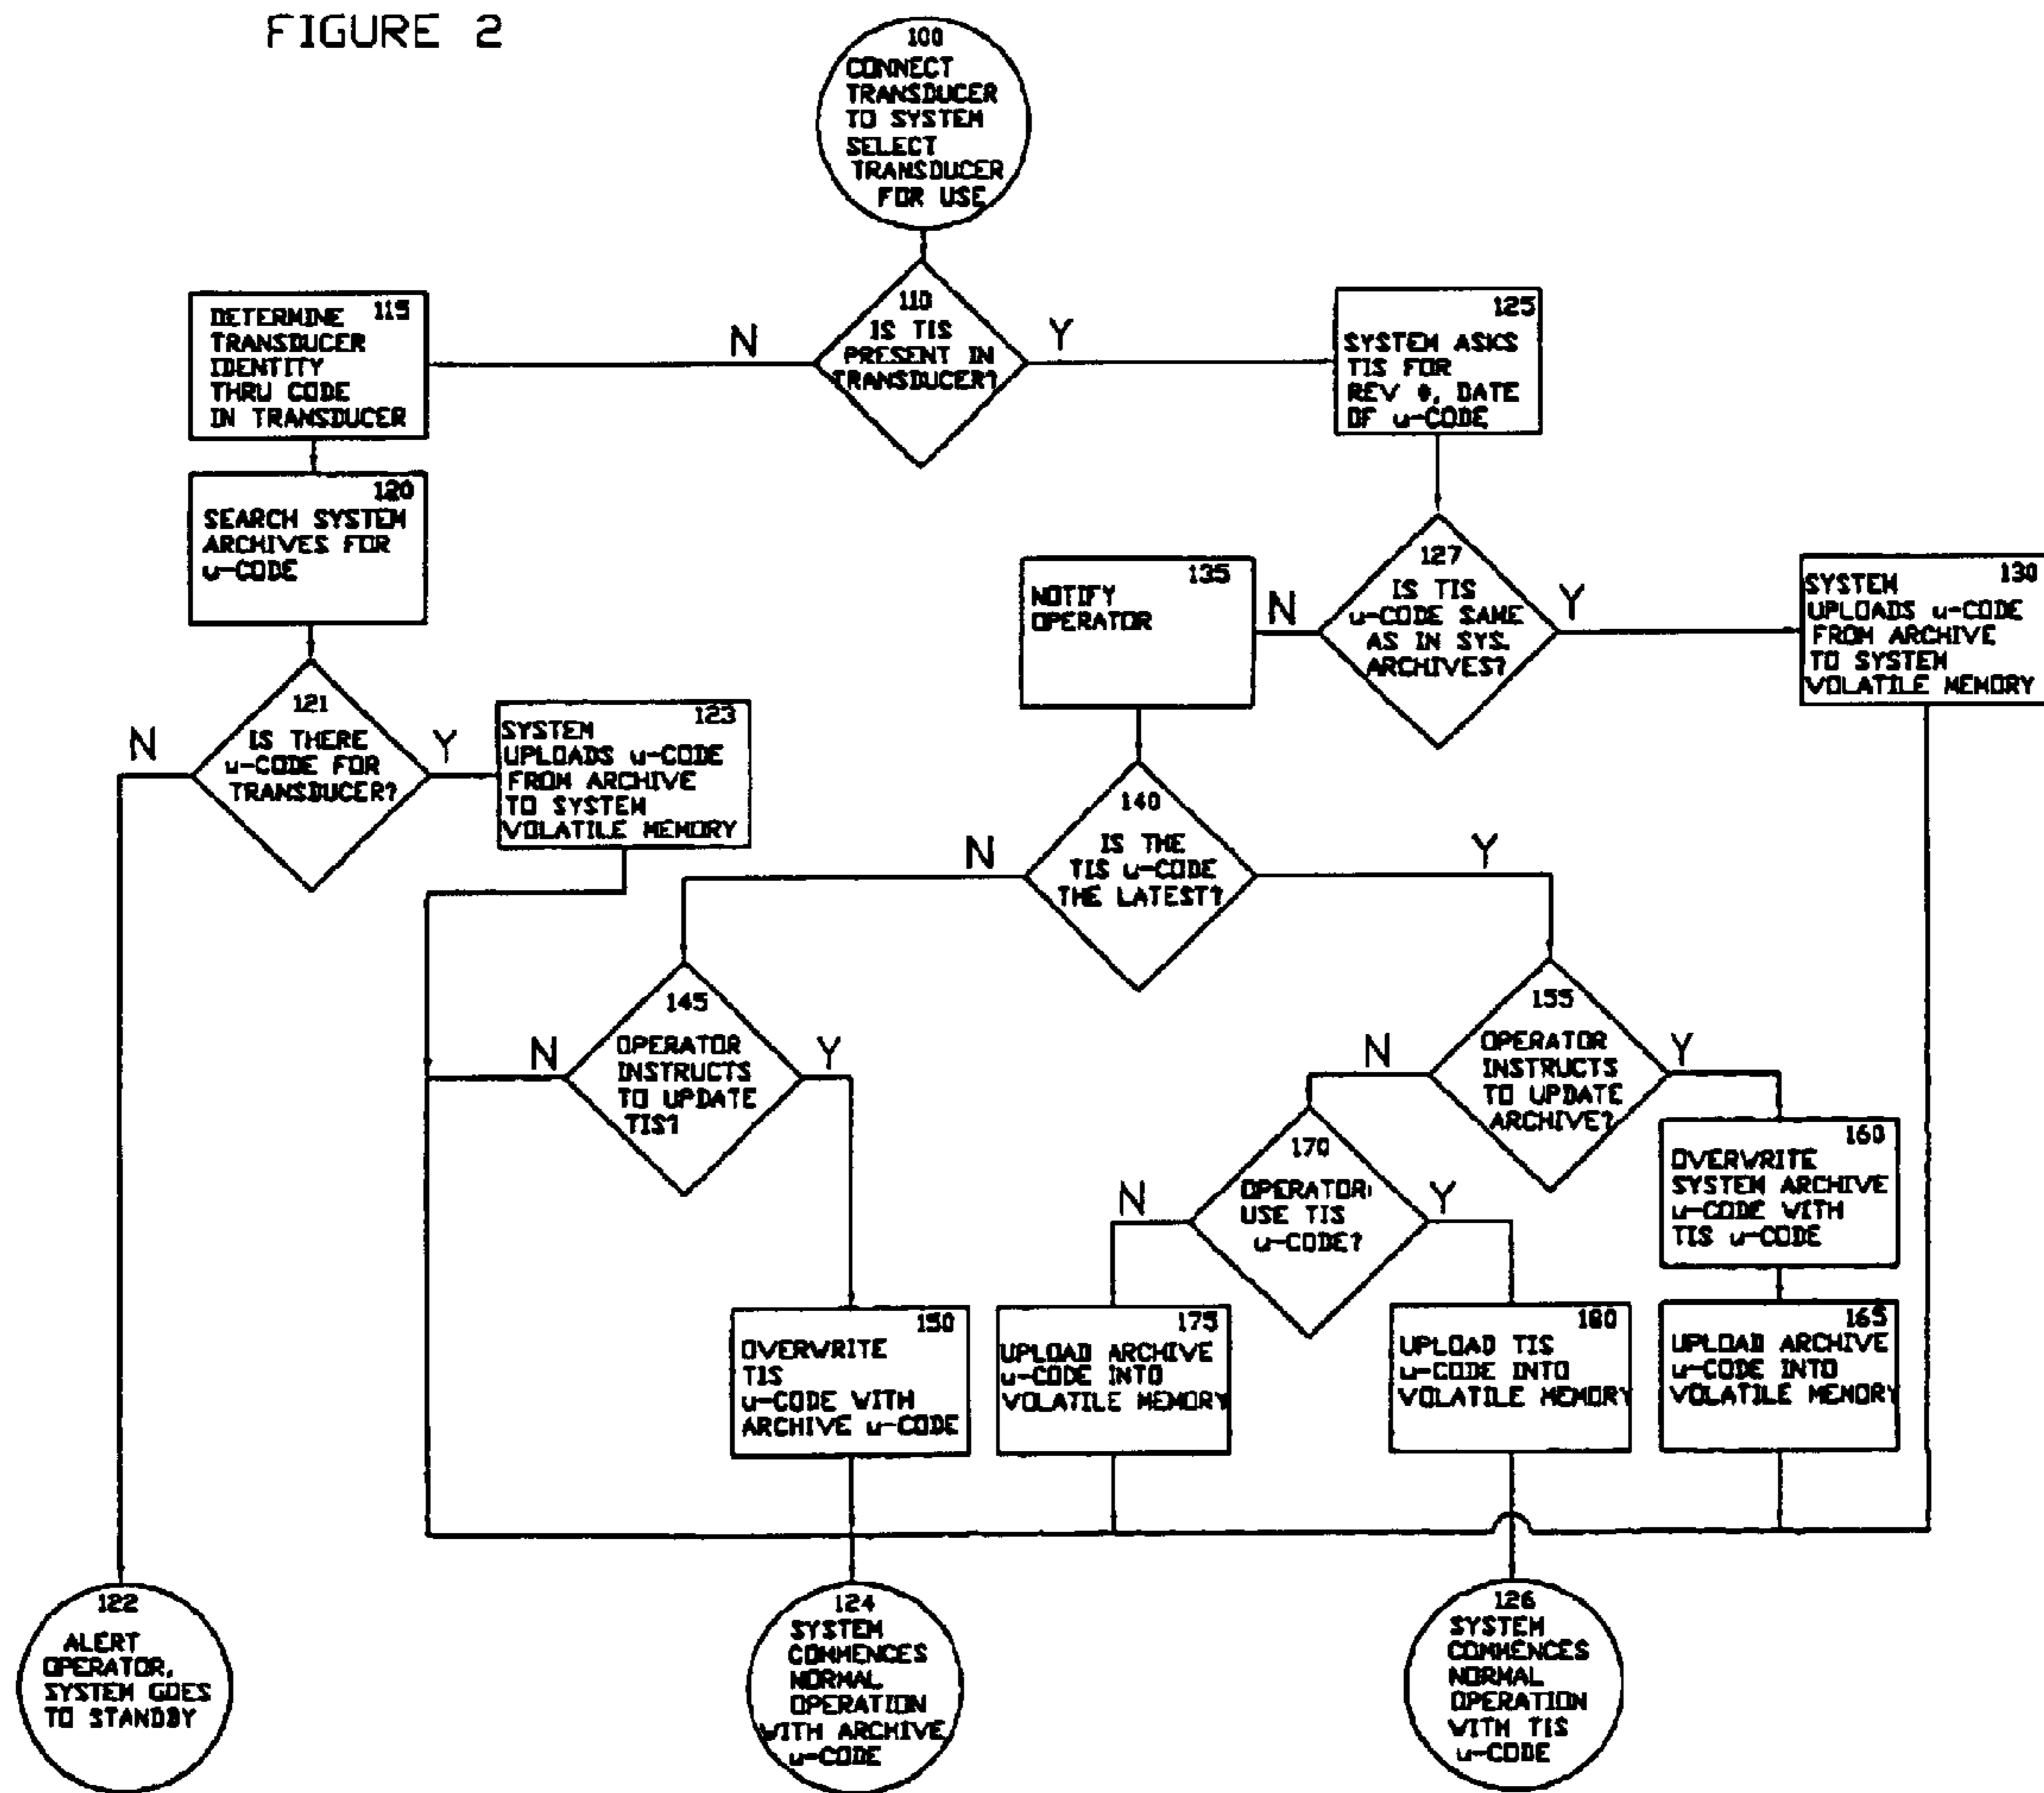 FIGURE 2
100
CONNECT
TRANSDUCER
TO SYSTEM
SELECT
TRANSDUCER
FOR USE
110
IS TIS
PRESENT IN
TRANSDUCER?
N
Y
115
DETERMINE
TRANSDUCER
IDENTITY
THRU CODE
IN TRANSDUCER
125
SYSTEM ASKS
TIS FOR
REV #, DATE
OF u-CODE
120
SEARCH SYSTEM
ARCHIVES FOR
u-CODE
127
IS TIS
u-CODE SAME
AS IN SYS.
ARCHIVES?
N
Y
135
NOTIFY
OPERATOR
130
SYSTEM
UPLOADS u-CODE
FROM ARCHIVE
TO SYSTEM
VOLATILE MEMORY
121
IS THERE
u-CODE FOR
TRANSDUCER?
N
Y
123
SYSTEM
UPLOADS u-CODE
FROM ARCHIVE
TO SYSTEM
VOLATILE MEMORY
140
IS THE
TIS u-CODE
THE LATEST?
N
Y
145
OPERATOR
INSTRUCTS
TO UPDATE
TIS?
N
Y
155
OPERATOR
INSTRUCTS
TO UPDATE
ARCHIVE?
N
Y
170
OPERATOR:
USE TIS
u-CODE?
N
Y
160
OVERWRITE
SYSTEM ARCHIVE
u-CODE WITH
TIS u-CODE
150
OVERWRITE
TIS
u-CODE WITH
ARCHIVE u-CODE
175
UPLOAD ARCHIVE
u-CODE INTO
VOLATILE MEMORY
180
UPLOAD TIS
u-CODE INTO
VOLATILE MEMORY
165
UPLOAD ARCHIVE
u-CODE INTO
VOLATILE MEMORY
122
ALERT
OPERATOR,
SYSTEM GOES
TO STANDBY
124
SYSTEM
COMMENCES
NORMAL
OPERATION
WITH ARCHIVE
u-CODE
126
SYSTEM
COMMENCES
NORMAL
OPERATION
WITH TIS
u-CODE